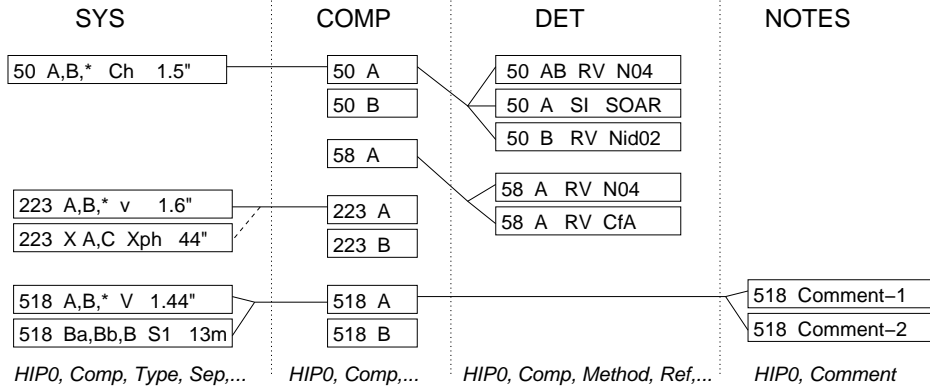 SYS COMP DET NOTES
50 A,B,* Ch 1.5" 50 A 50 AB RV N04
50 B 50 A SI SOAR
50 B RV Nid02
58 A
58 A RV N04
223 A,B,* v 1.6" 223 A 58 A RV CfA
223 X A,C Xph 44" 223 B
518 A,B,* V 1.44" 518 A 518 Comment−1
518 Ba,Bb,B S1 13m 518 B 518 Comment−2
HIP0, Comp, Type, Sep,... HIP0, Comp,... HIP0, Comp, Method, Ref,... HIP0, Comment